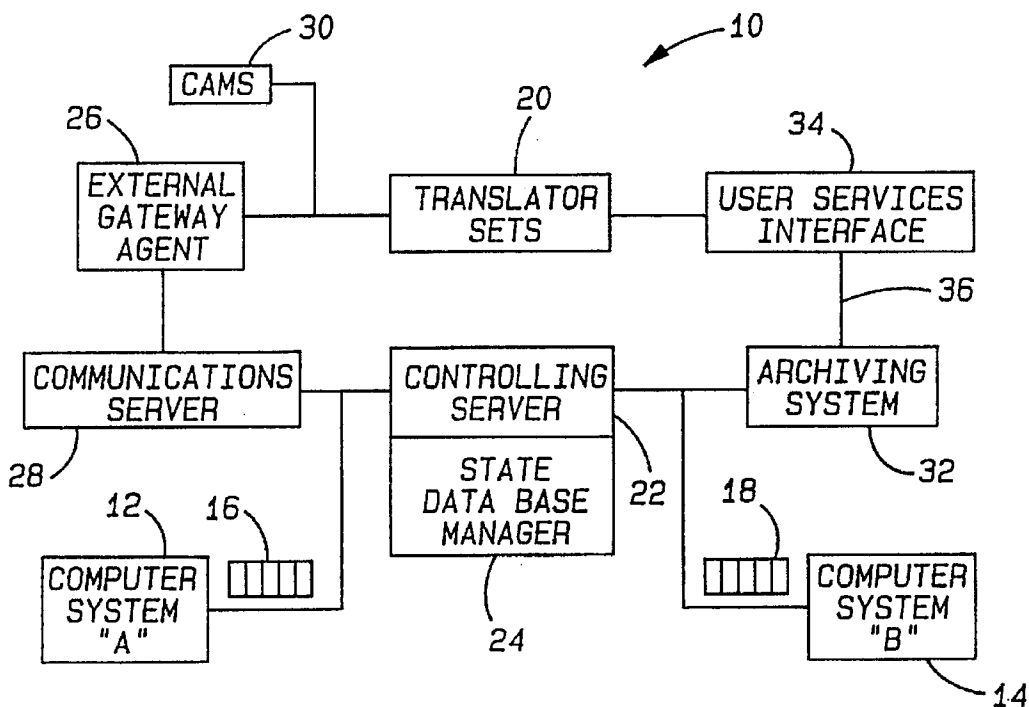 10
30
CAMS
26
20
34
EXTERNAL
GATEWAY
AGENT
TRANSLATOR
SETS
USER SERVICES
INTERFACE
36
COMMUNICATIONS
SERVER
CONTROLLING
SERVER
ARCHIVING
SYSTEM
28
22
32
STATE
DATA BASE
MANAGER
12
16
18
COMPUTER
SYSTEM
"A"
24
COMPUTER
SYSTEM
"B"
14